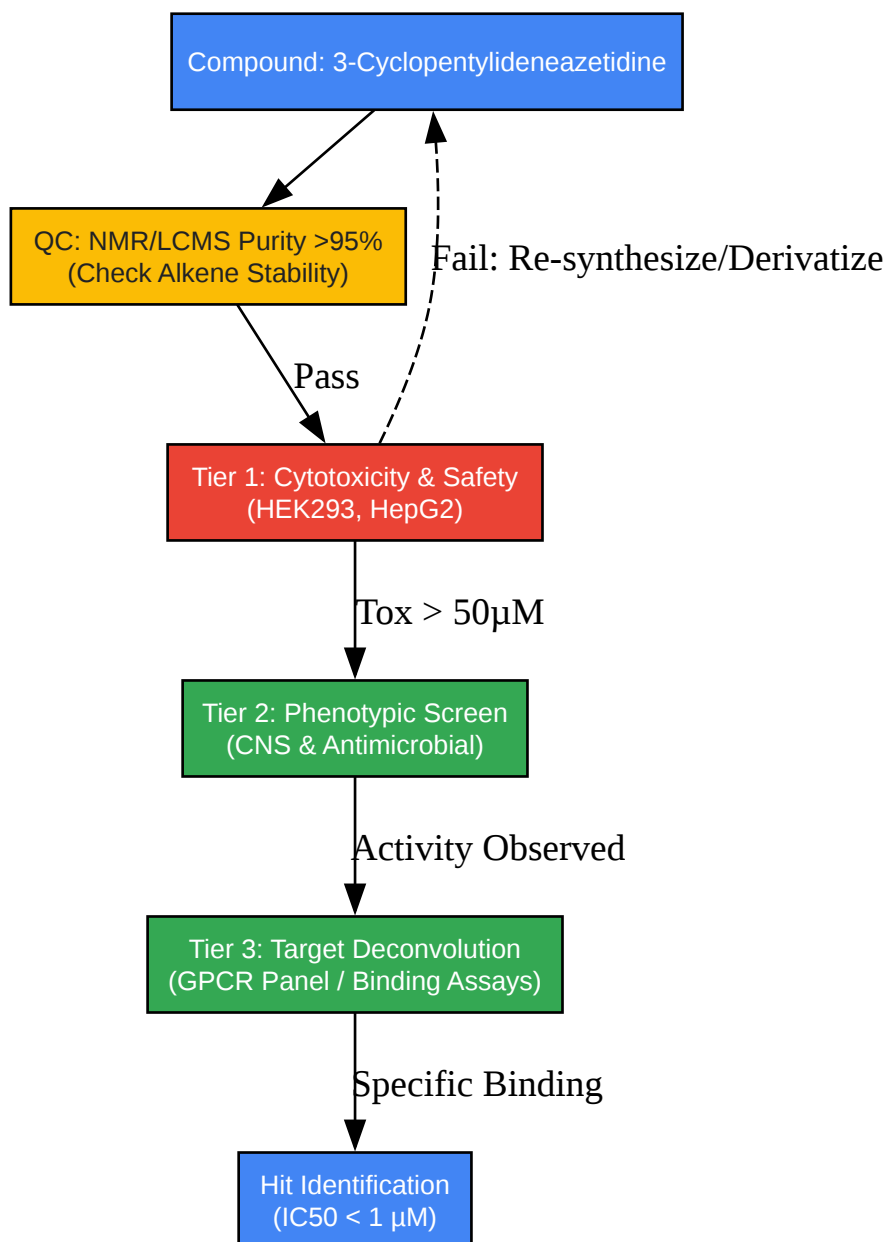 Compound: 3-Cyclopentylideneazetidine
QC: NMR/LCMS Purity >95%
(Check Alkene Stability)
Fail: Re-synthesize/Derivatize
Pass
Tier 1: Cytotoxicity & Safety
(HEK293, HepG2)
Tox > 50µM
Tier 2: Phenotypic Screen
(CNS & Antimicrobial)
Activity Observed
Tier 3: Target Deconvolution
(GPCR Panel / Binding Assays)
Specific Binding
Hit Identification
(IC50 < 1 µM)